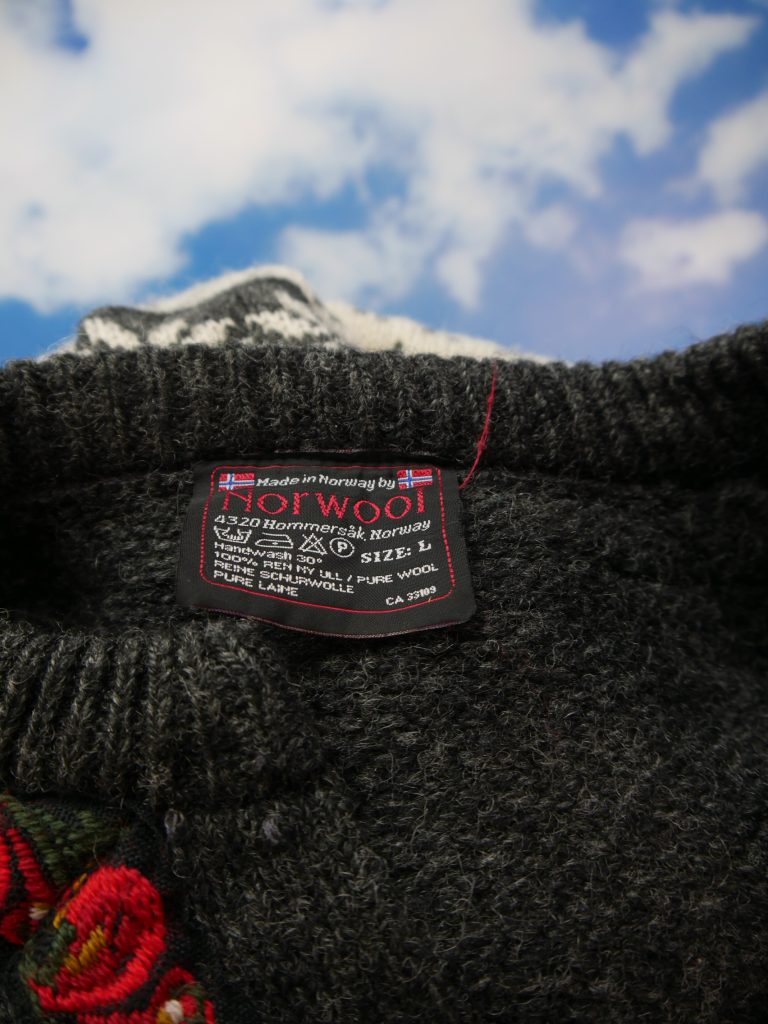 Made in Norway by
Norwool
4320 Hommersåk, Norway
P SIZE: L
Handwash 30°
100% REN NY ULL / PURE WOOL
REINE SCHURWOLLE
PURE LAINE
CA 33109